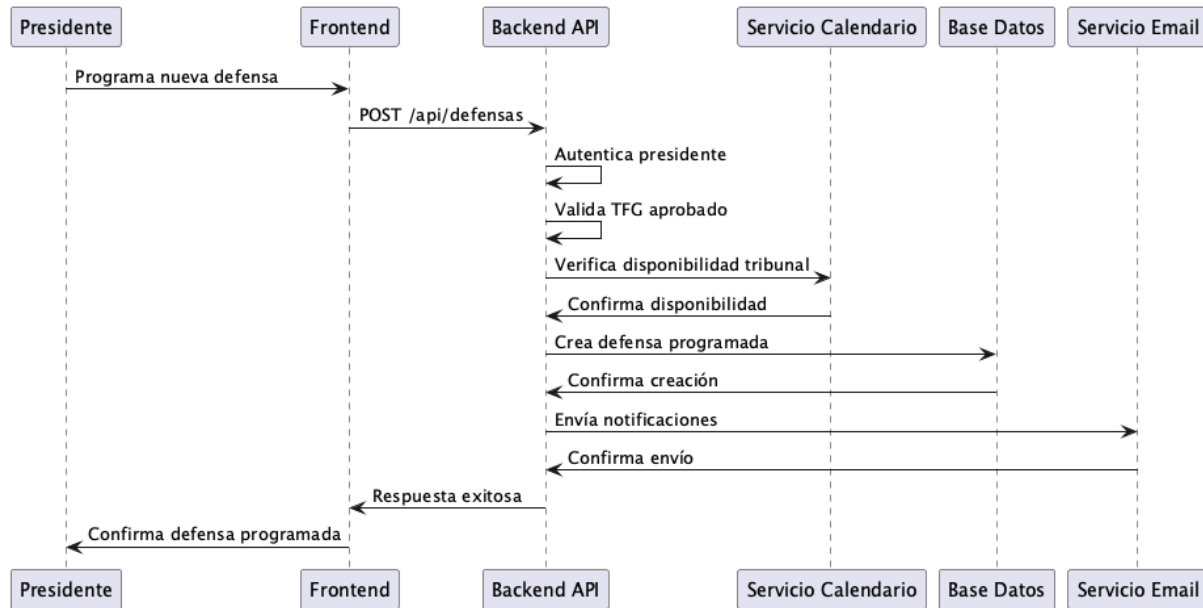 Presidente Frontend Backend API Servicio Calendario Base Datos Servicio Email
Programa nueva defensa
POST /api/defensas
Autentica presidente
Valida TFG aprobado
Verifica disponibilidad tribunal
Confirma disponibilidad
Crea defensa programada
Confirma creación
Envía notificaciones
Confirma envío
Respuesta exitosa
Confirma defensa programada
Presidente Frontend Backend API Servicio Calendario Base Datos Servicio Email